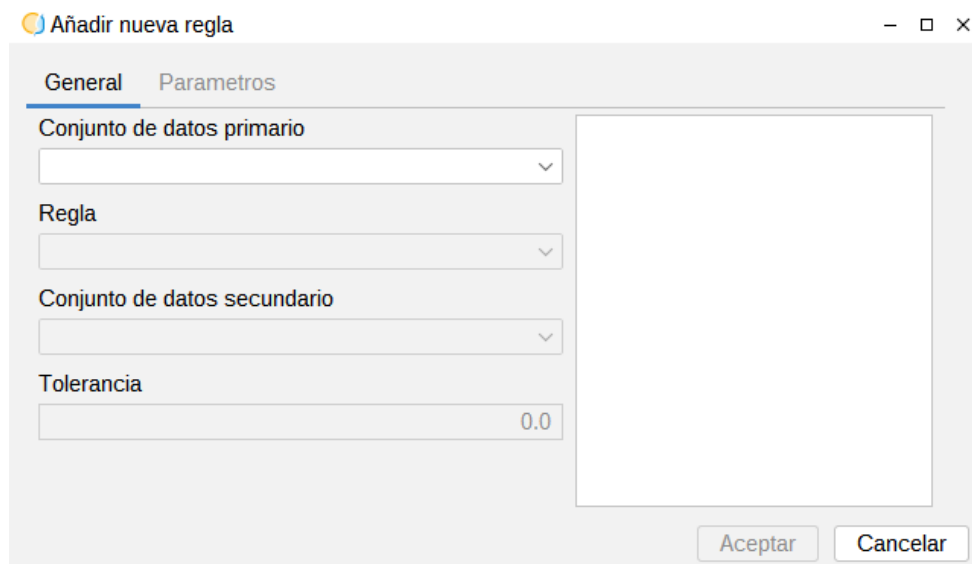 Añadir nueva regla
General Parametros
Conjunto de datos primario
Regla
Conjunto de datos secundario
Tolerancia
0.0
Aceptar Cancelar